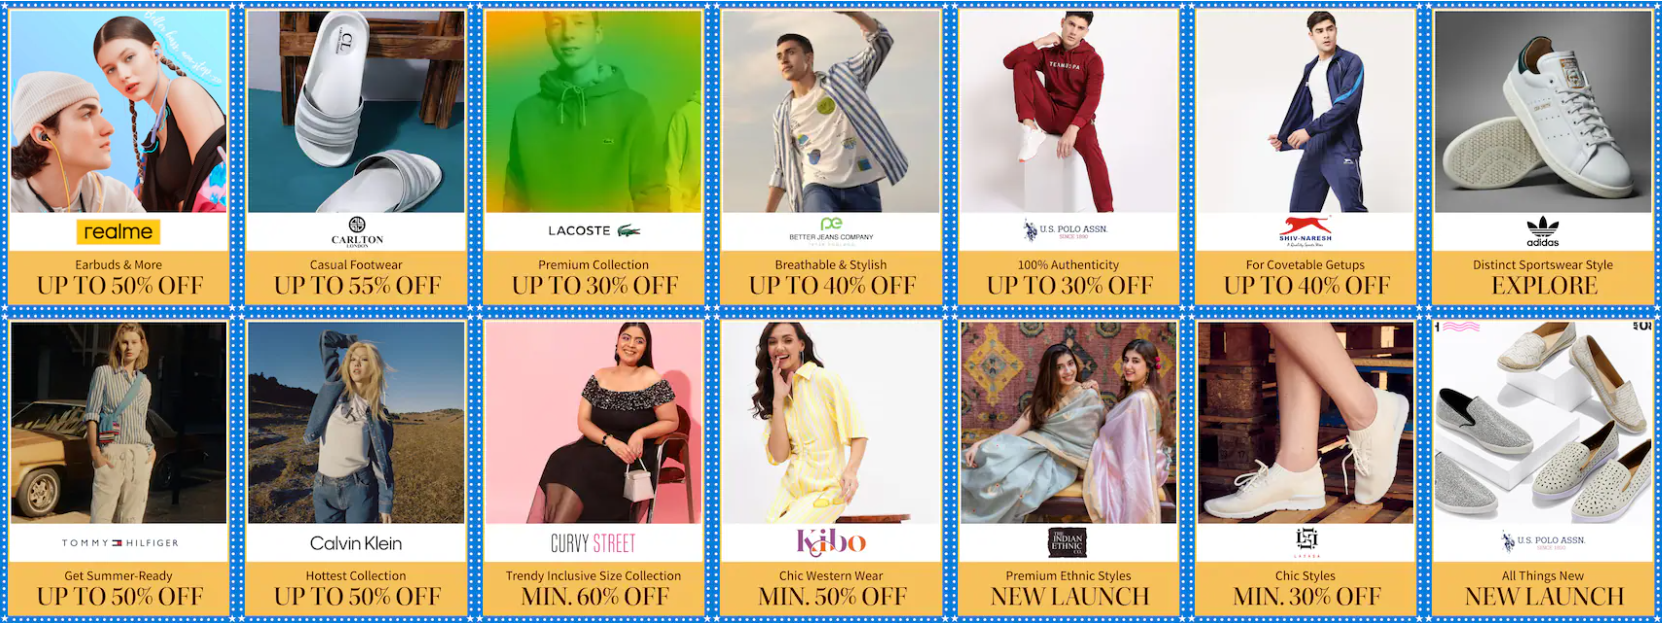 realme
Earbuds & More
UP TO 50% OFF
CL
CARLTON
LONDON
Casual Footwear
UP TO 55% OFF
LACOSTE
Premium Collection
UP TO 30% OFF
pe
BETTER JEANS COMPANY
Breathable & Stylish
UP TO 40% OFF
U.S. POLO ASSN.
SINCE 1890
100% Authenticity
UP TO 30% OFF
SHIV-NARESH
A Quality Sports Wear
For Covetable Getups
UP TO 40% OFF
adidas
Distinct Sportswear Style
EXPLORE
TOMMY HILFIGER
Get Summer-Ready
UP TO 50% OFF
Calvin Klein
Hottest Collection
UP TO 50% OFF
CURVY STREET
Trendy Inclusive Size Collection
MIN. 60% OFF
Kibo
Chic Western Wear
MIN. 50% OFF
THE
INDIAN
ETHNIC
CO.
Premium Ethnic Styles
NEW LAUNCH
Chic Styles
MIN. 30% OFF
U.S. POLO ASSN.
SINCE 1890
All Things New
NEW LAUNCH